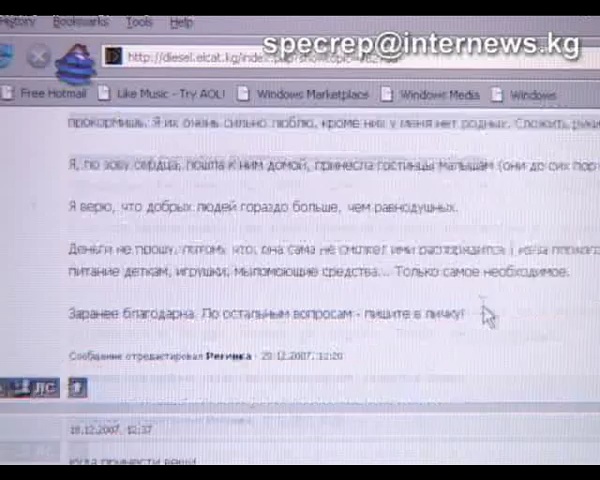 History Bookmarks Tools Help
specrep@internews.kg
http://diesel.elcat.kg/index.php?showtopic=
Free Hotmail Like Music - Try AOL! Windows Marketplace Windows Media Windows
прокормишь. Я их очень сильно люблю, кроме них у меня нет родных. Сложить руки
Я, по зову сердца, пошла к ним домой, принесла гостинцы малышам (они до сих пор
Я верю, что добрых людей гораздо больше, чем равнодушных.
Деньги не прошу, потому что, она сама не сможет ими распорядится
питание деткам, игрушки, мыломоющие средства... Только самое необходимое.
Заранее благодарна. По остальным вопросам - пишите в личку!
Сообщение отредактировал Регинка - 20.12.2007, 12:20
ЛС
18.12.2007, 12:37
куда принести вещи